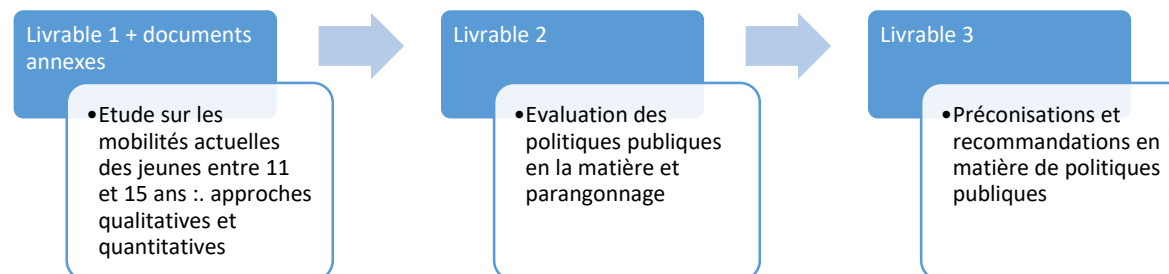 Livrable 1 + documents
annexes
•Etude sur les
mobilités actuelles
des jeunes entre 11
et 15 ans :. approches
qualitatives et
quantitatives
Livrable 2
•Evaluation des
politiques publiques
en la matière et
parangonnage
Livrable 3
•Préconisations et
recommandations en
matière de politiques
publiques